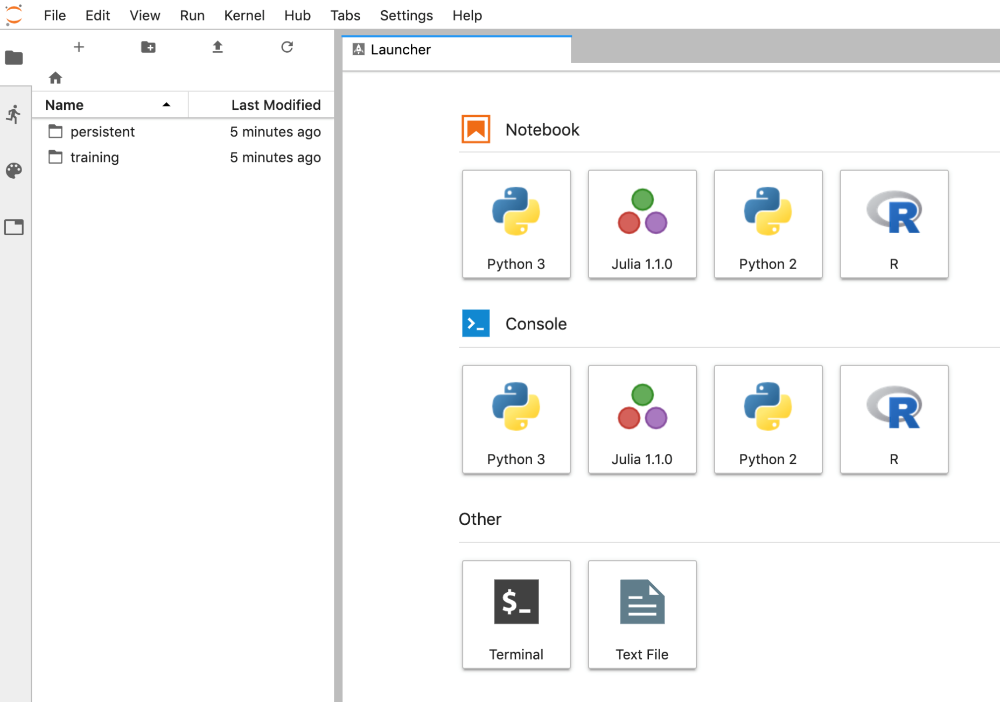 File Edit View Run Kernel Hub Tabs Settings Help
Launcher
Name Last Modified
persistent 5 minutes ago
training 5 minutes ago
Notebook
Python 3 Julia 1.1.0 Python 2 R
Console
Python 3 Julia 1.1.0 Python 2 R
Other
$_
Terminal Text File